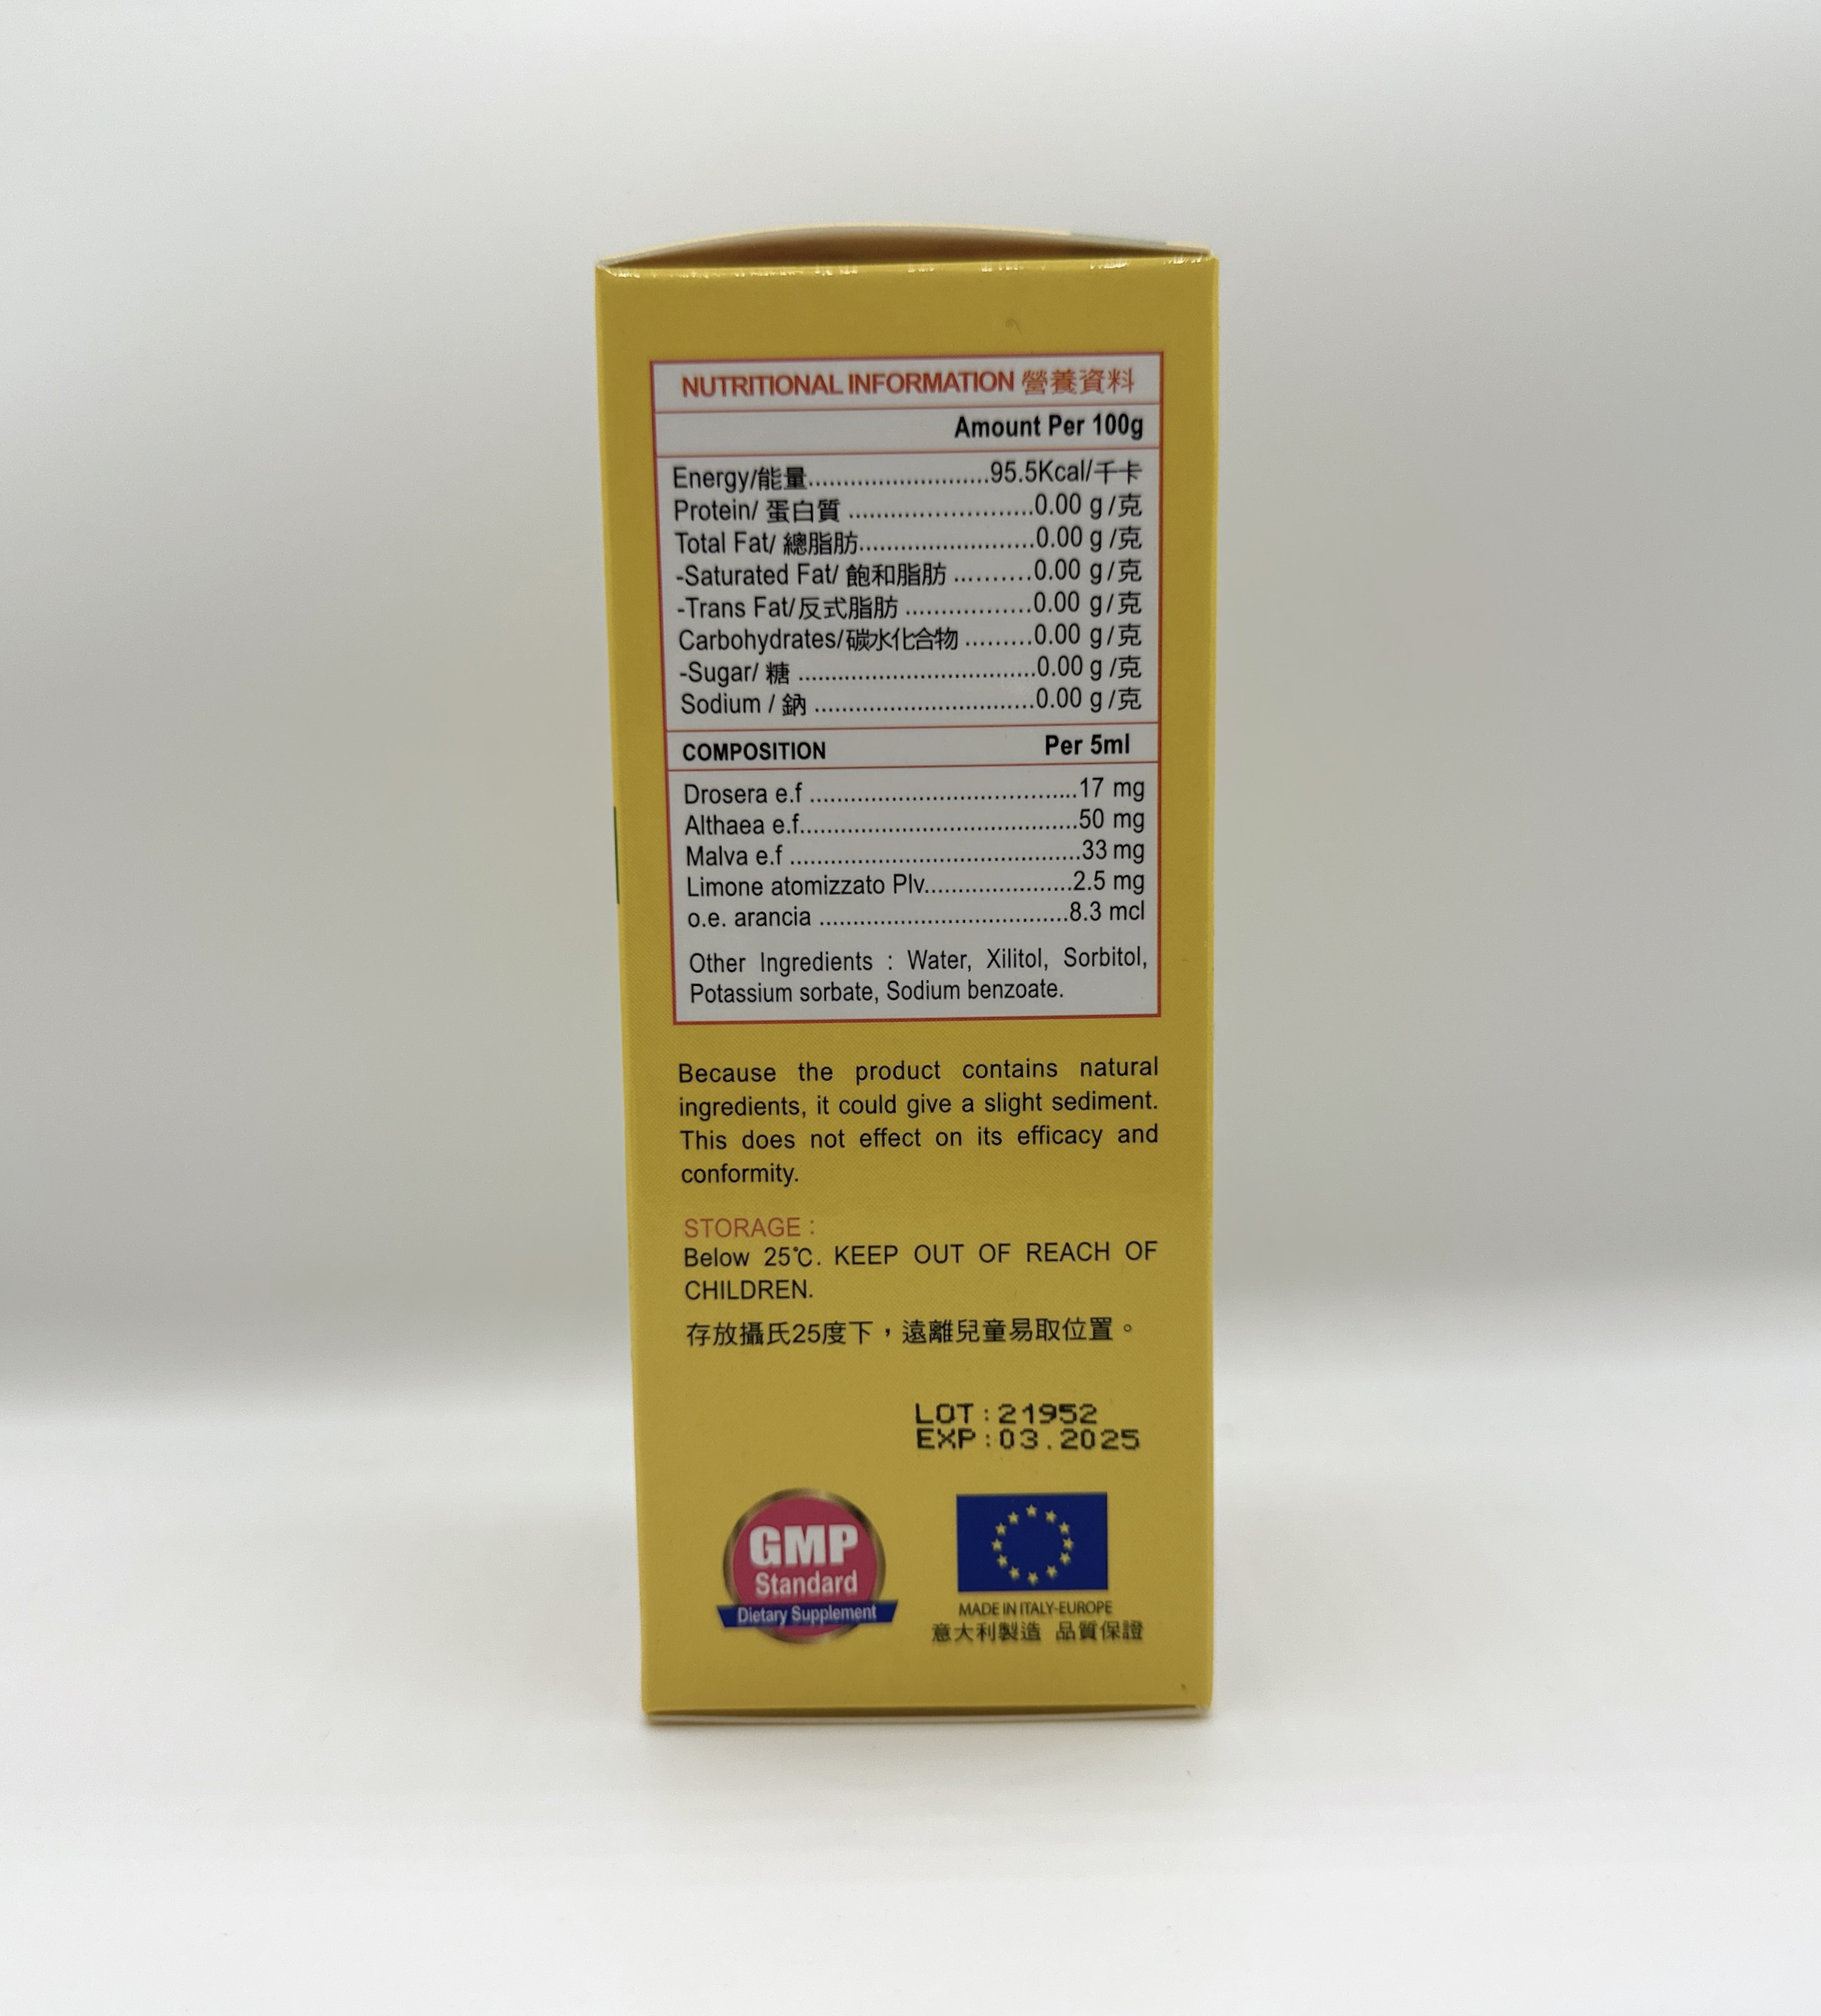 NUTRITIONAL INFORMATION 營養資料
Amount Per 100g
Energy/能量...........................95.5Kcal/千卡
Protein/ 蛋白質 ............................0.00 g /克
Total Fat/ 總脂肪..........................0.00 g /克
-Saturated Fat/ 飽和脂肪 ..........0.00 g/克
-Trans Fat/反式脂肪 ...................0.00 g/克
Carbohydrates/碳水化合物 ..........0.00 g/克
-Sugar/ 糖 ....................................0.00 g /克
Sodium / 鈉 .................................0.00 g /克
COMPOSITION Per 5ml
Drosera e.f ........................................17 mg
Althaea e.f..........................................50 mg
Malva e.f ............................................33 mg
Limone atomizzato Plv......................2.5 mg
o.e. arancia .....................................8.3 mcl
Other Ingredients : Water, Xilitol, Sorbitol,
Potassium sorbate, Sodium benzoate.
Because the product contains natural
ingredients, it could give a slight sediment.
This does not effect on its efficacy and
conformity.
STORAGE :
Below 25℃. KEEP OUT OF REACH OF
CHILDREN.
存放攝氏25度下，遠離兒童易取位置。
LOT:21952
EXP:03.2025
GMP
Standard
Dietary Supplement
MADE IN ITALY-EUROPE
意大利製造 品質保證